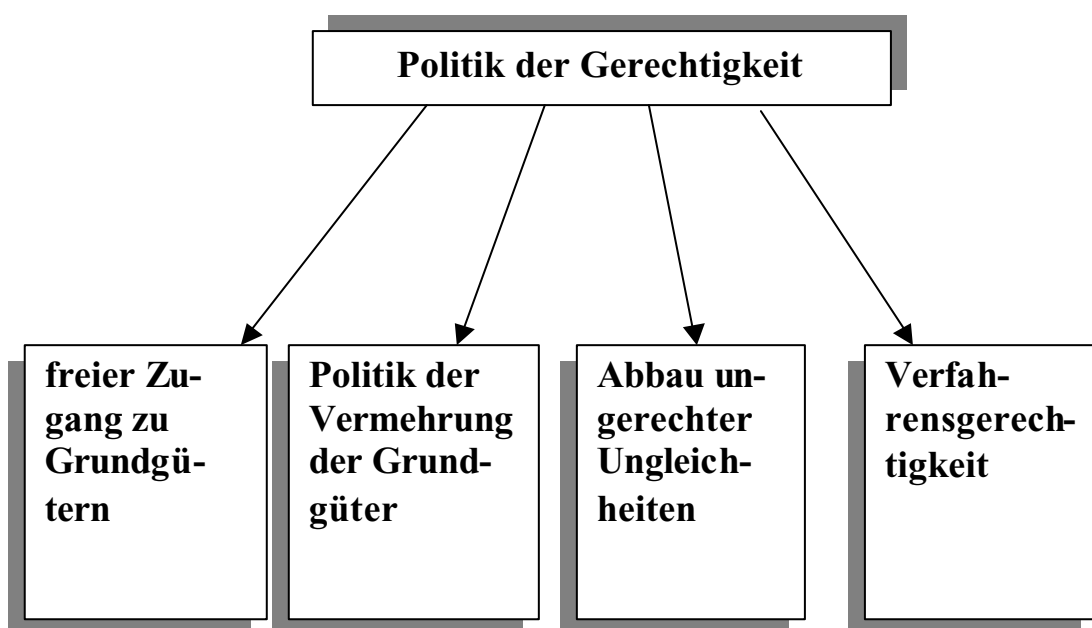 Politik der Gerechtigkeit
freier Zu-
gang zu
Grundgü-
tern
Politik der
Vermehrung
der Grund-
güter
Abbau un-
gerechter
Ungleich-
heiten
Verfah-
rensgerech-
tigkeit